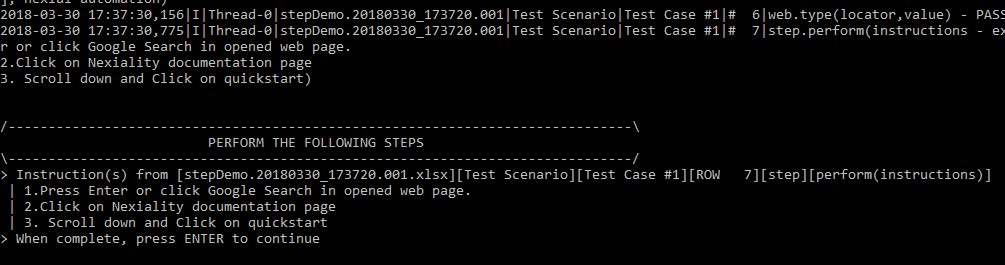 ], nexial automation)
2018-03-30 17:37:30,156|I|Thread-0|stepDemo.20180330_173720.001|Test Scenario|Test Case #1|#  6|web.type(locator,value) - PASS
2018-03-30 17:37:30,775|I|Thread-0|stepDemo.20180330_173720.001|Test Scenario|Test Case #1|#  7|step.perform(instructions - ex
r or click Google Search in opened web page.
2.Click on Nexiality documentation page
3. Scroll down and Click on quickstart)
/------------------------------------------------------------------------------\
PERFORM THE FOLLOWING STEPS
\------------------------------------------------------------------------------/
> Instruction(s) from [stepDemo.20180330_173720.001.xlsx][Test Scenario][Test Case #1][ROW   7][step][perform(instructions)]
| 1.Press Enter or click Google Search in opened web page.
| 2.Click on Nexiality documentation page
| 3. Scroll down and Click on quickstart
> When complete, press ENTER to continue